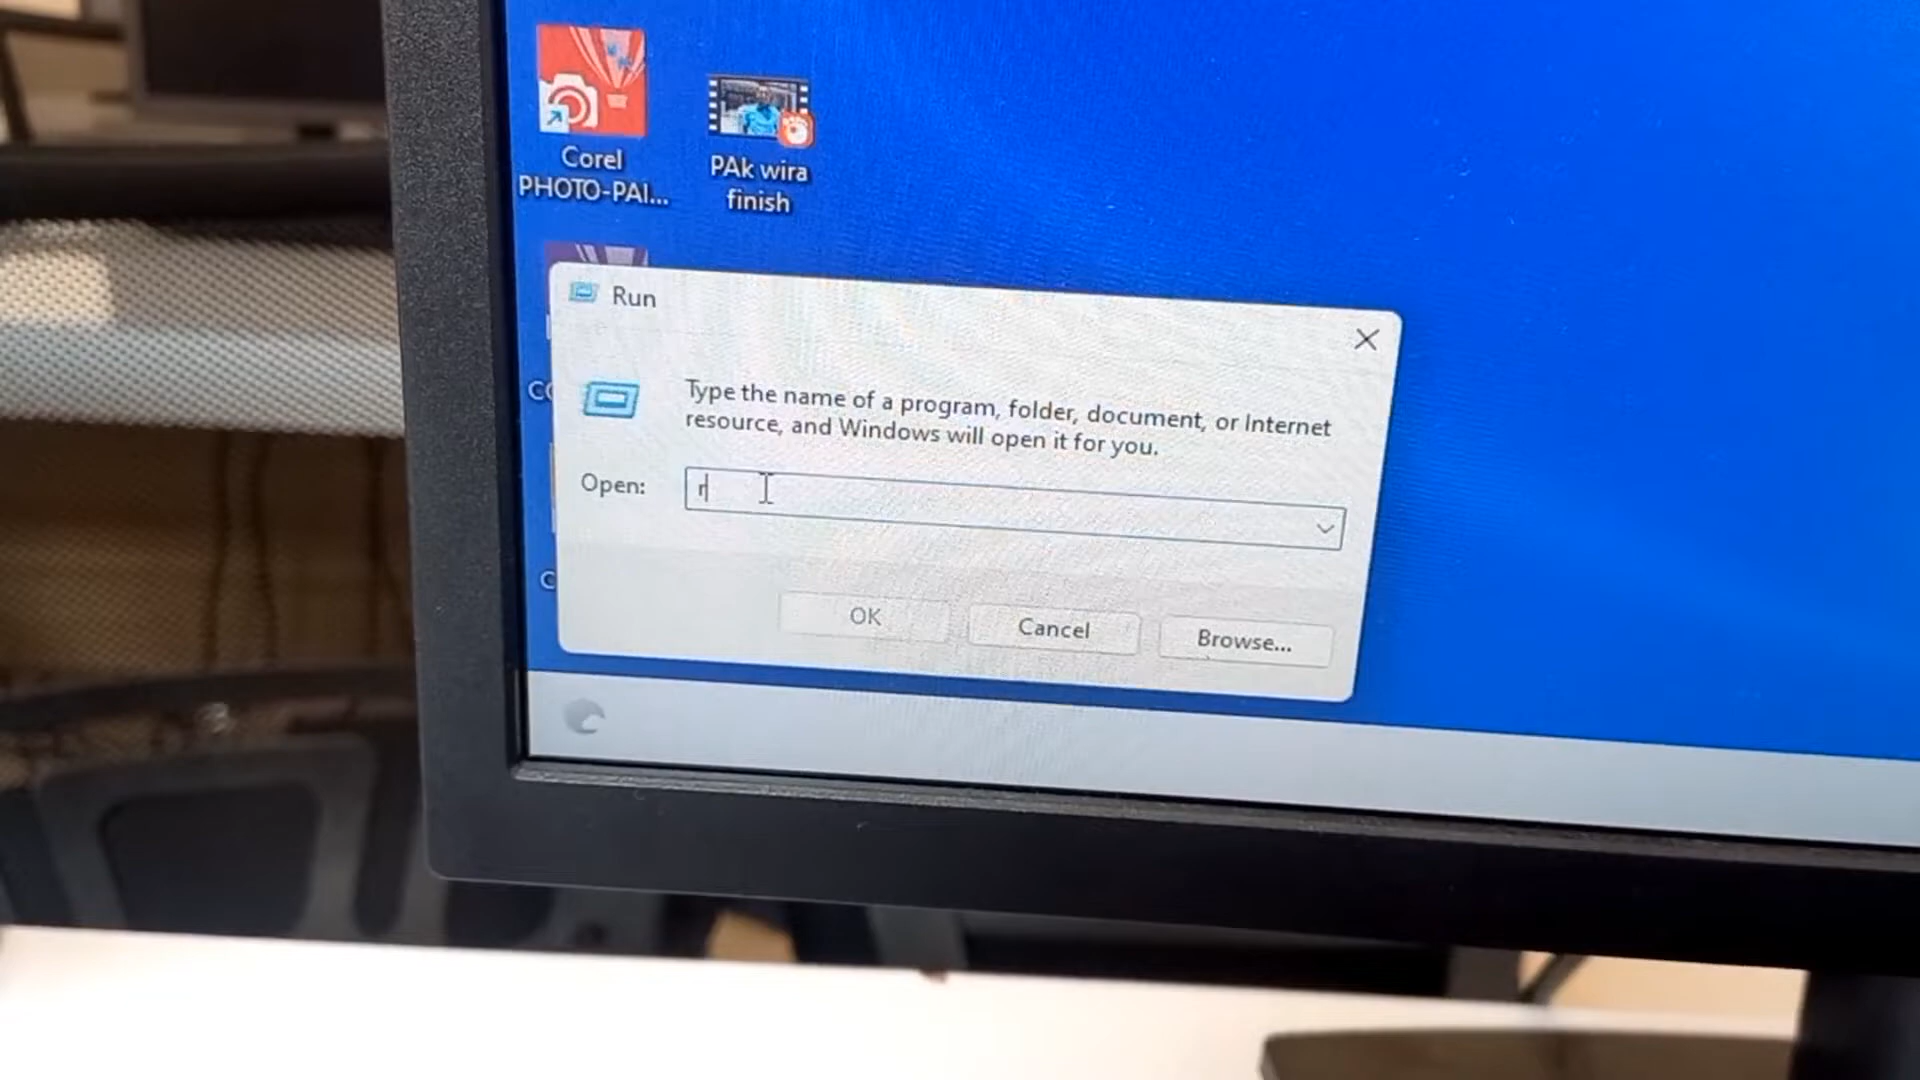 Corel
PHOTO-PAI...
PAk wira
finish
Run
Type the name of a program, folder, document, or Internet
resource, and Windows will open it for you.
Open:
r
OK
Cancel
Browse...